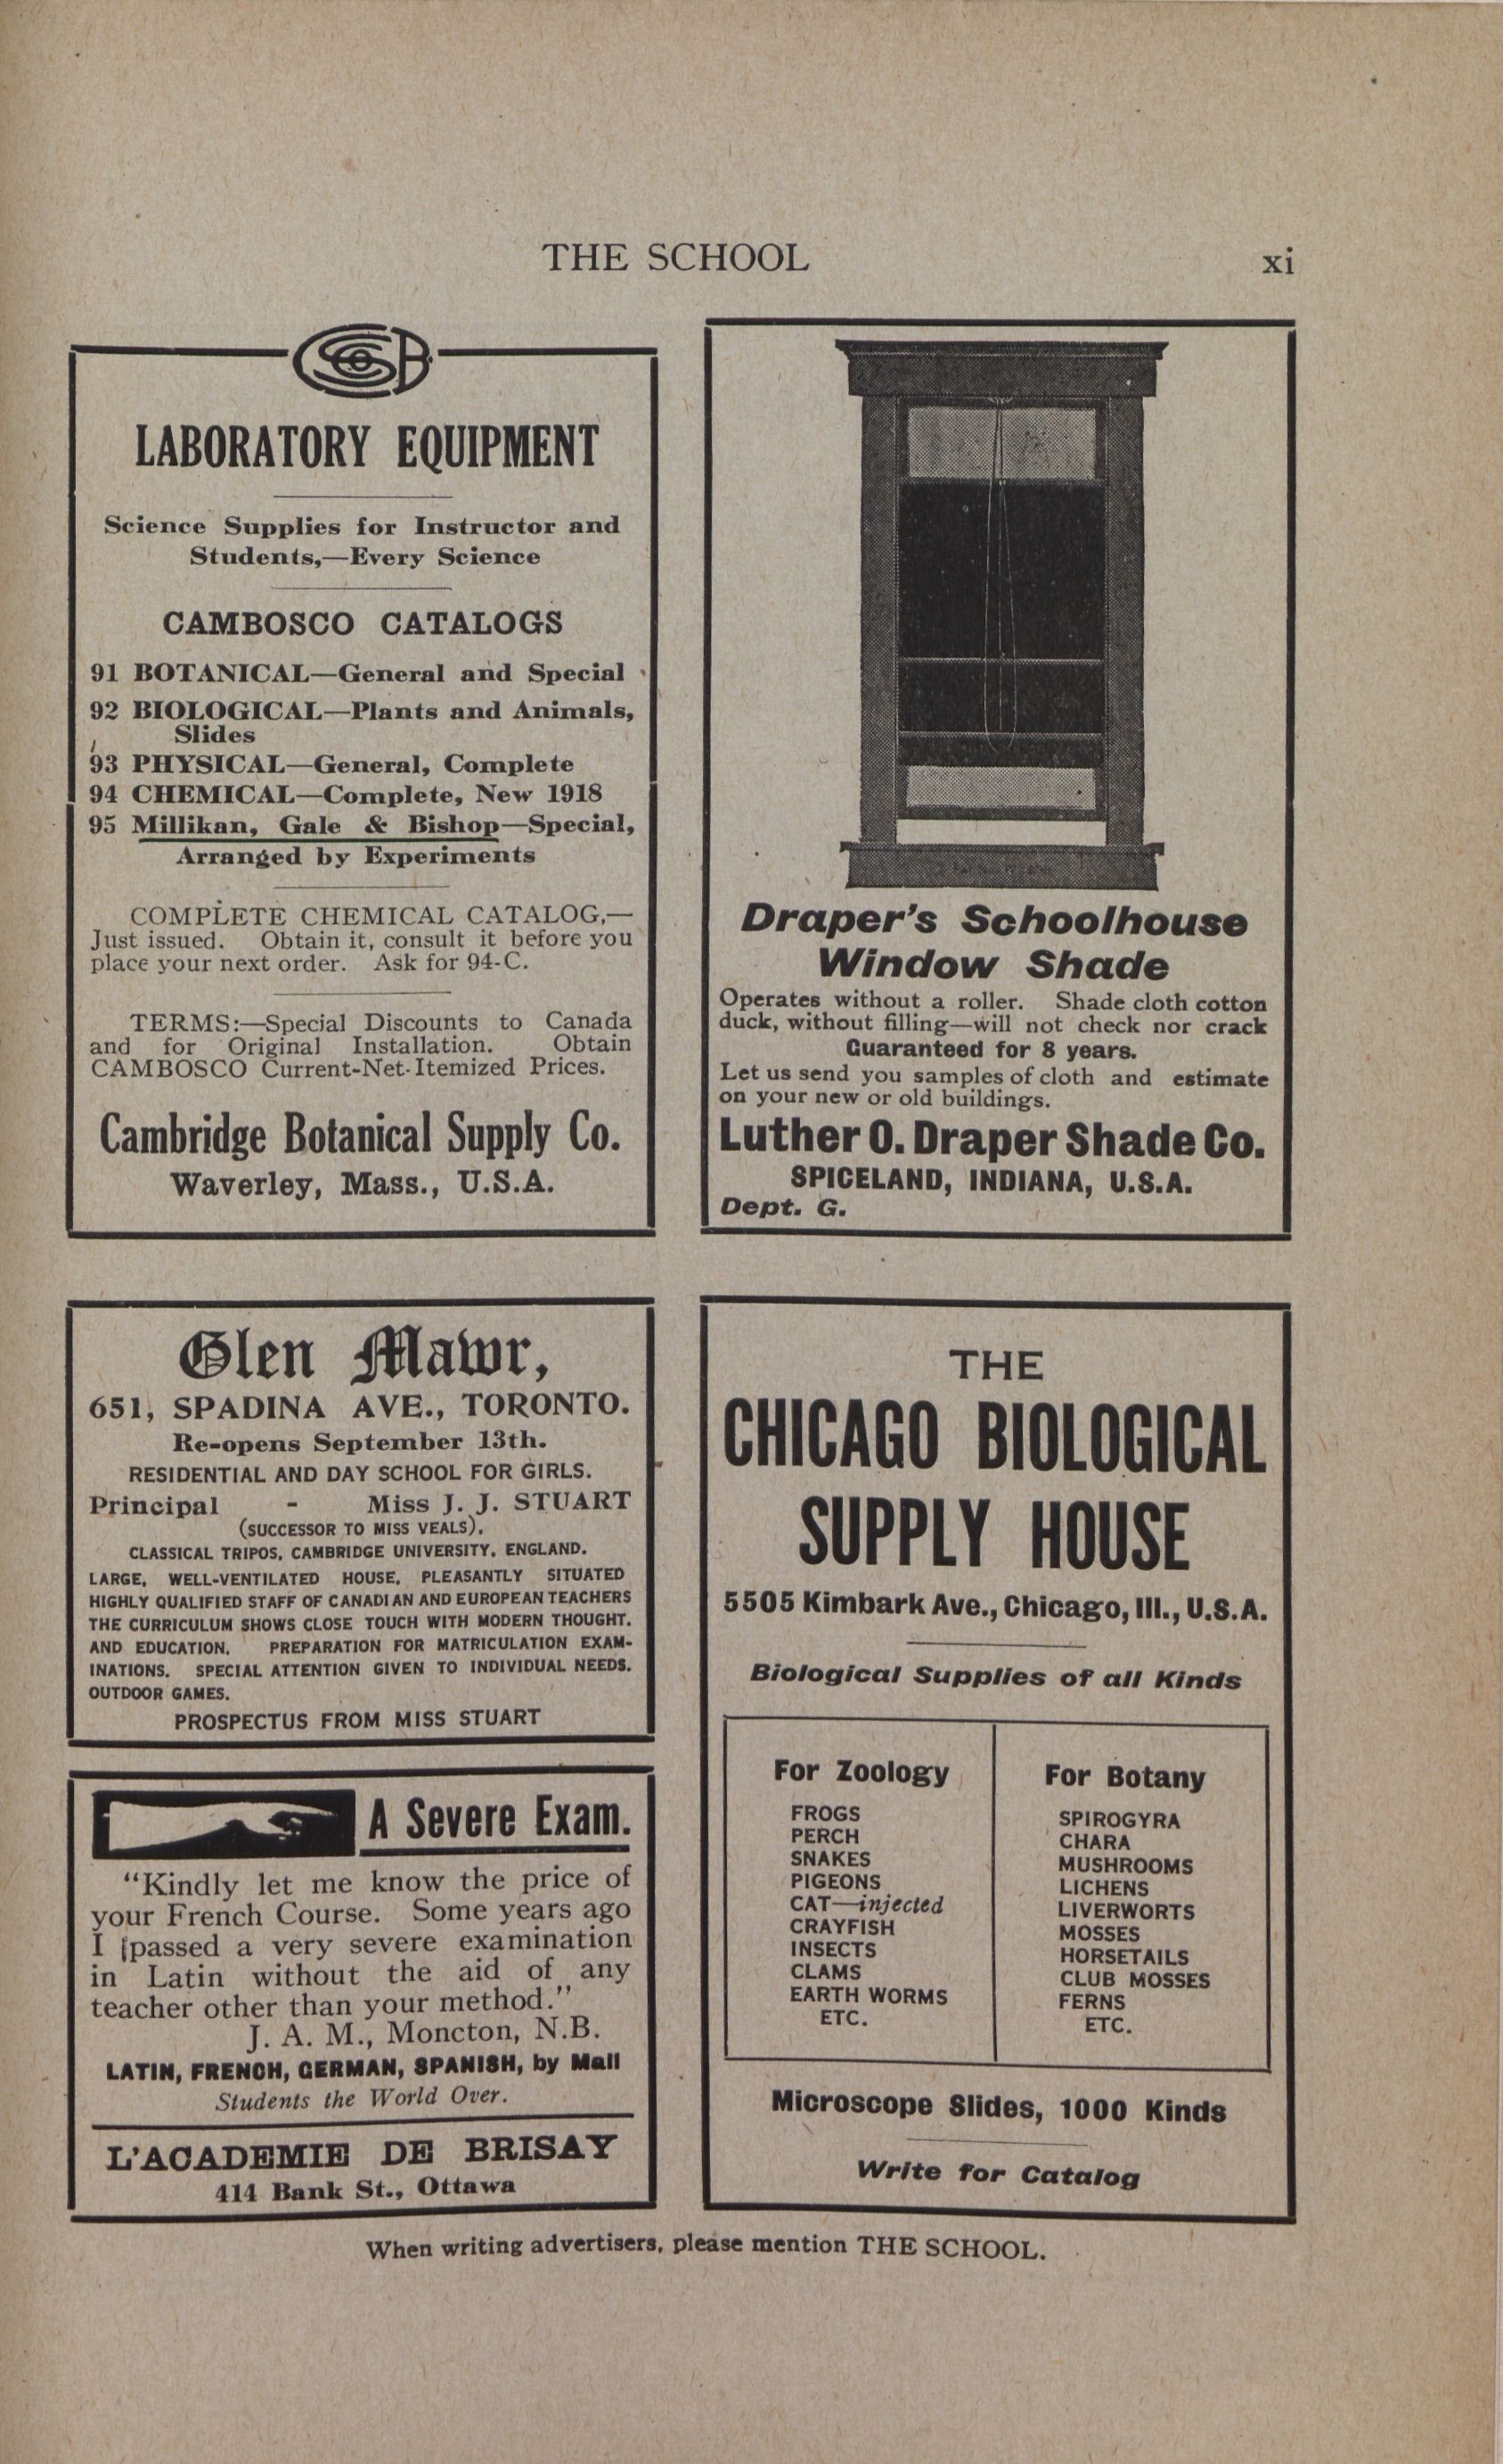 THE SCHOOL
xi
CSCoB
LABORATORY EQUIPMENT
Science Supplies for Instructor and
Students,—Every Science
CAMBOSCO CATALOGS
91 BOTANICAL—General and Special
92 BIOLOGICAL—Plants and Animals,
Slides
93 PHYSICAL—General, Complete
94 CHEMICAL—Complete, New 1918
95 Millikan, Gale & Bishop—Special,
Arranged by Experiments
COMPLETE CHEMICAL CATALOG,—
Just issued. Obtain it, consult it before you
place your next order. Ask for 94-C.
TERMS:—Special Discounts to Canada
and for Original Installation. Obtain
CAMBOSCO Current-Net-Itemized Prices.
Cambridge Botanical Supply Co.
Waverley, Mass., U.S.A.
Draper's Schoolhouse
Window Shade
Operates without a roller. Shade cloth cotton
duck, without filling—will not check nor crack
Guaranteed for 8 years.
Let us send you samples of cloth and estimate
on your new or old buildings.
Luther O. Draper Shade Co.
SPICELAND, INDIANA, U.S.A.
Dept. G.
Glen Mawr,
651, SPADINA AVE., TORONTO.
Re-opens September 13th.
RESIDENTIAL AND DAY SCHOOL FOR GIRLS.
Principal - Miss J. J. STUART
(SUCCESSOR TO MISS VEALS).
CLASSICAL TRIPOS, CAMBRIDGE UNIVERSITY, ENGLAND.
LARGE, WELL-VENTILATED HOUSE, PLEASANTLY SITUATED
HIGHLY QUALIFIED STAFF OF CANADIAN AND EUROPEAN TEACHERS
THE CURRICULUM SHOWS CLOSE TOUCH WITH MODERN THOUGHT.
AND EDUCATION. PREPARATION FOR MATRICULATION EXAM-
INATIONS. SPECIAL ATTENTION GIVEN TO INDIVIDUAL NEEDS.
OUTDOOR GAMES.
PROSPECTUS FROM MISS STUART
A Severe Exam.
"Kindly let me know the price of
your French Course. Some years ago
I passed a very severe examination
in Latin without the aid of any
teacher other than your method."
J. A. M., Moncton, N.B.
LATIN, FRENCH, GERMAN, SPANISH, by Mail
Students the World Over.
L'ACADEMIE DE BRISAY
414 Bank St., Ottawa
THE
CHICAGO BIOLOGICAL
SUPPLY HOUSE
5505 Kimbark Ave., Chicago, Ill., U.S.A.
Biological Supplies of all Kinds
For Zoology
FROGS
PERCH
SNAKES
PIGEONS
CAT—injected
CRAYFISH
INSECTS
CLAMS
EARTH WORMS
ETC.
For Botany
SPIROGYRA
CHARA
MUSHROOMS
LICHENS
LIVERWORTS
MOSSES
HORSETAILS
CLUB MOSSES
FERNS
ETC.
Microscope Slides, 1000 Kinds
Write for Catalog
When writing advertisers, please mention THE SCHOOL.